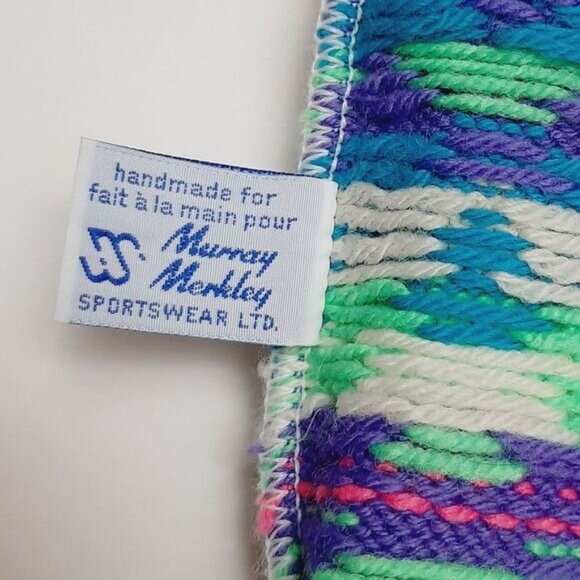 handmade for
fait à la main pour
Murray
Merkley
SPORTSWEAR LTD.